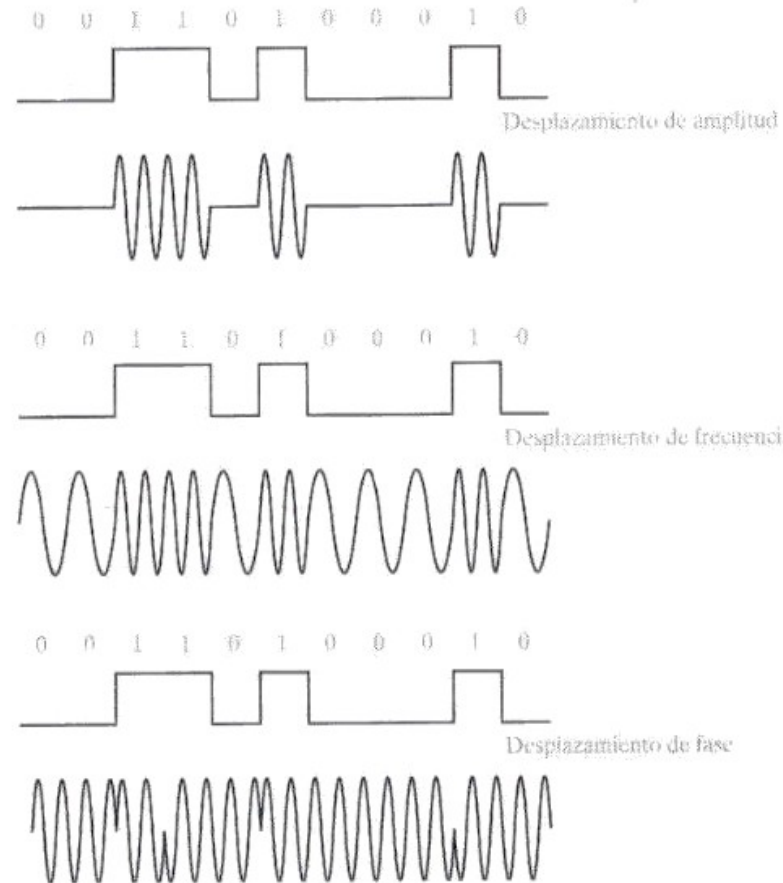 0 0 1 1 0 1 0 0 0 1 0
Desplazamiento de amplitud
0 0 1 1 0 1 0 0 0 1 0
Desplazamiento de frecuenci
0 0 1 1 0 1 0 0 0 1 0
Desplazamiento de fase